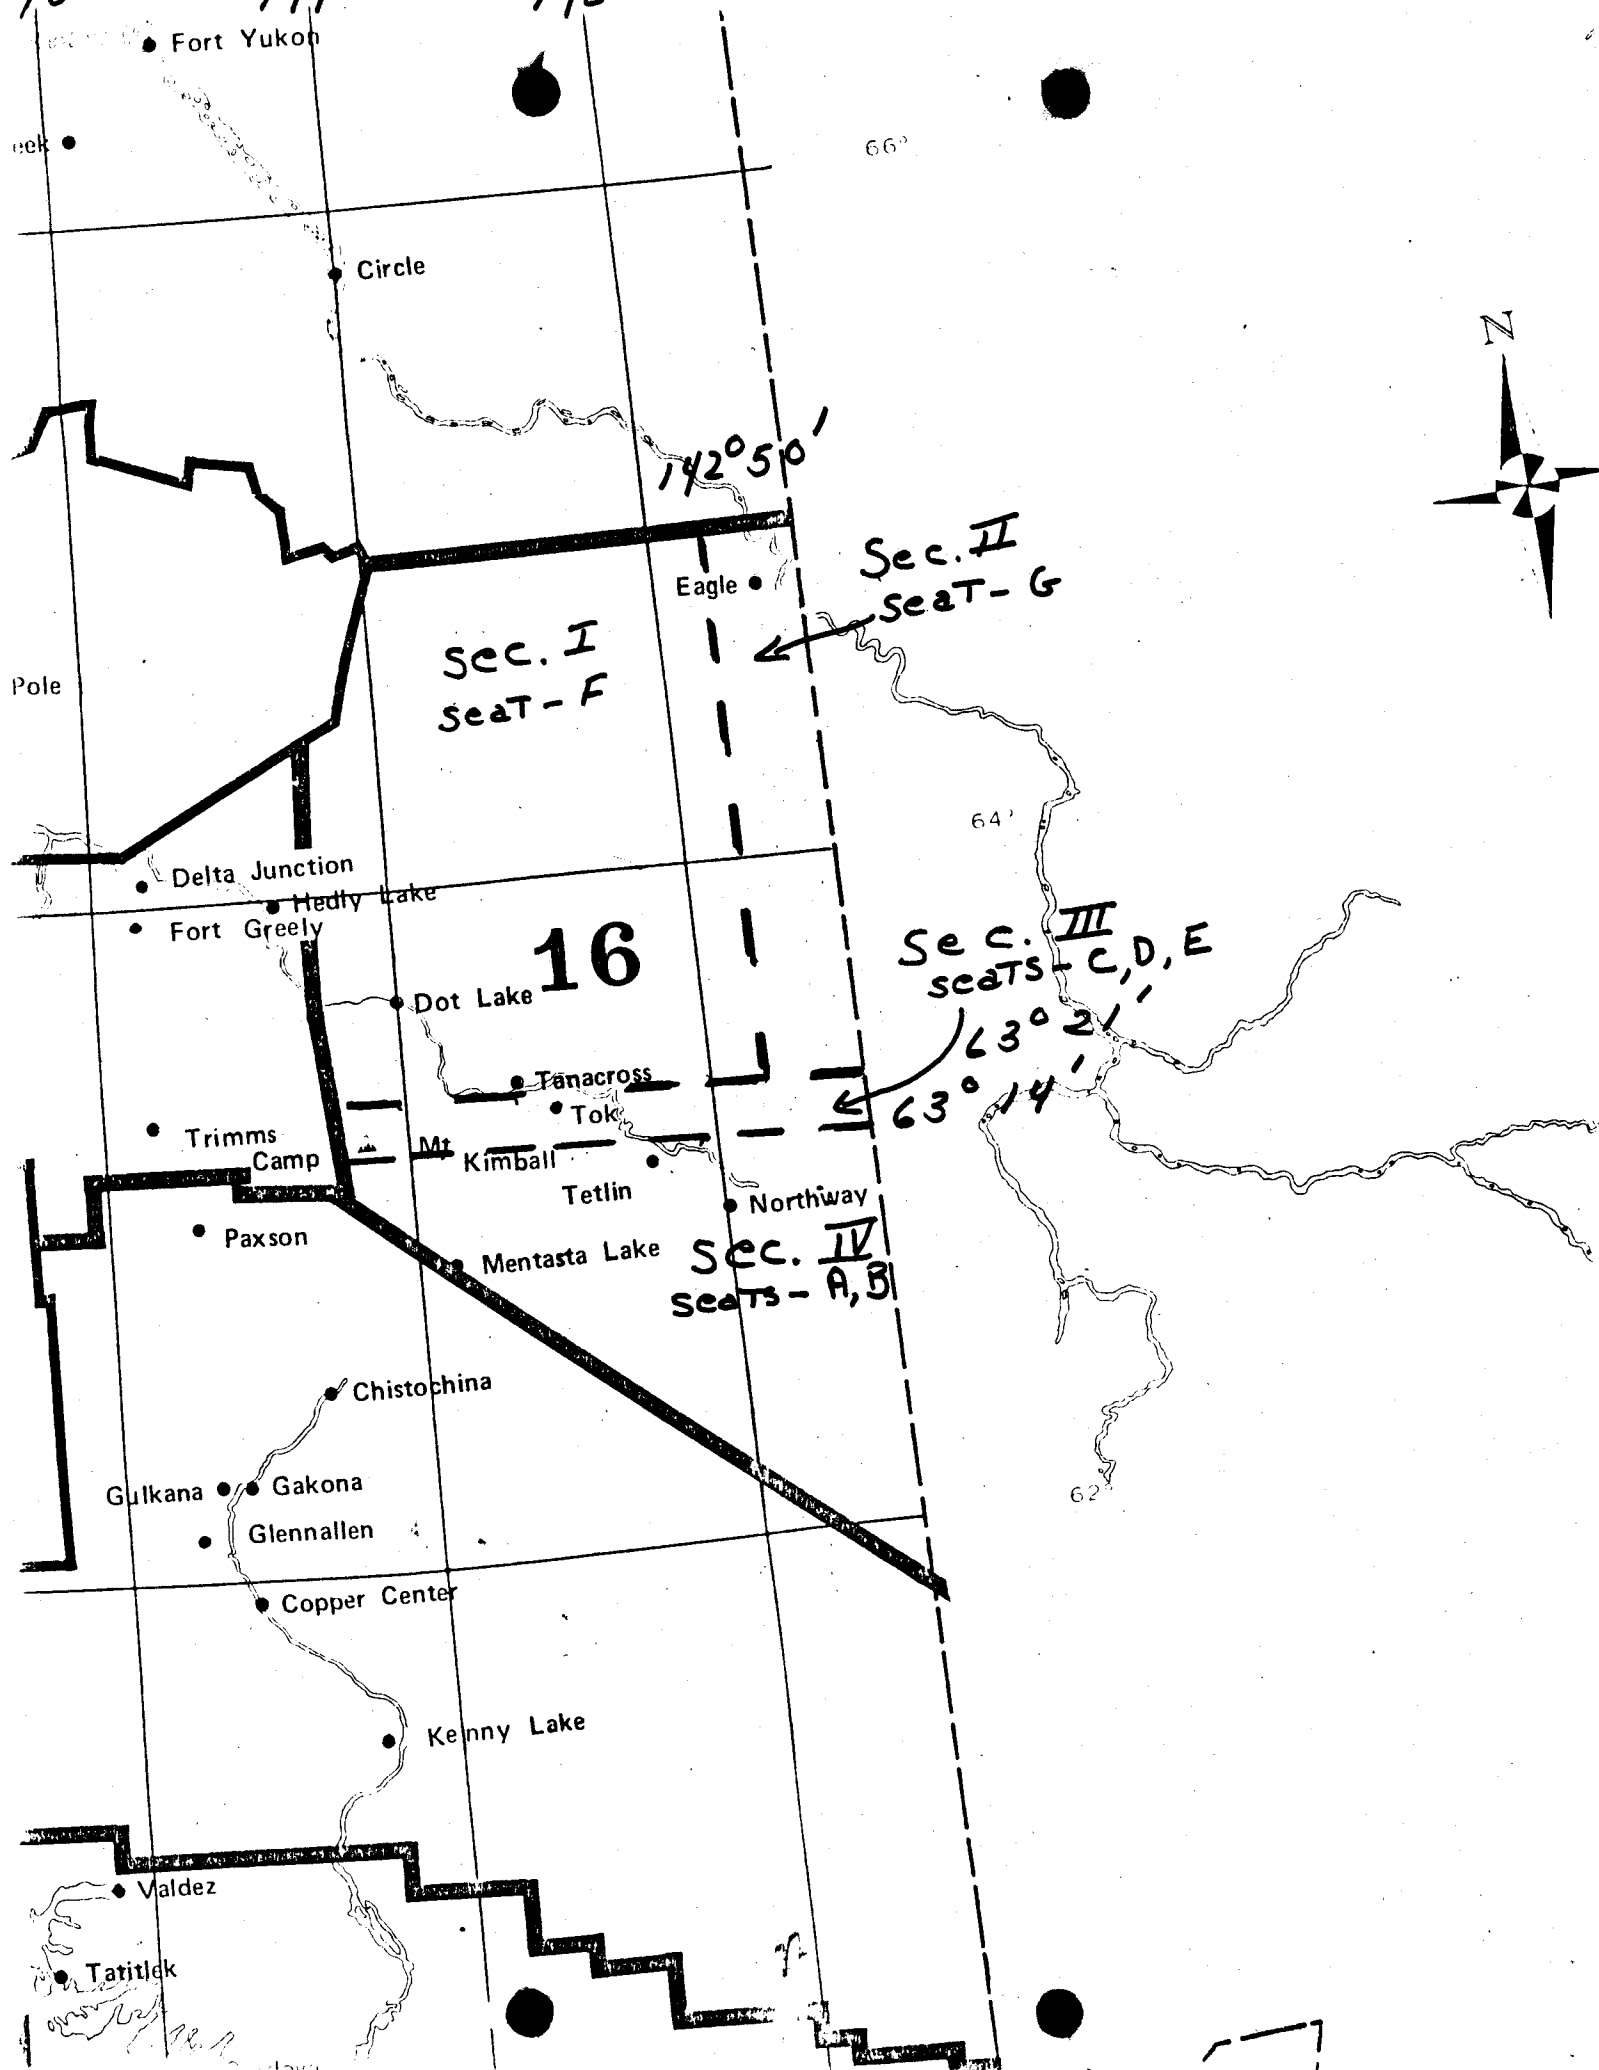 Fort Yukon
eek
66°
Circle
N
142° 50'
Sec. II
seaT - G
Eagle
Sec. I
seaT - F
Pole
64°
Delta Junction
Hedly Lake
Fort Greely
16
Sec. III
seaTs - C, D, E
Dot Lake
63° 21'
Tanacross
63° 14'
Tok
Trimms
Camp
Mt
Kimball
Tetlin
Northway
Paxson
Mentasta Lake
Sec. IV
seaTs - A, B
Chistochina
Gulkana
Gakona
62°
Glennallen
Copper Center
Kenny Lake
Valdez
Tatitlek